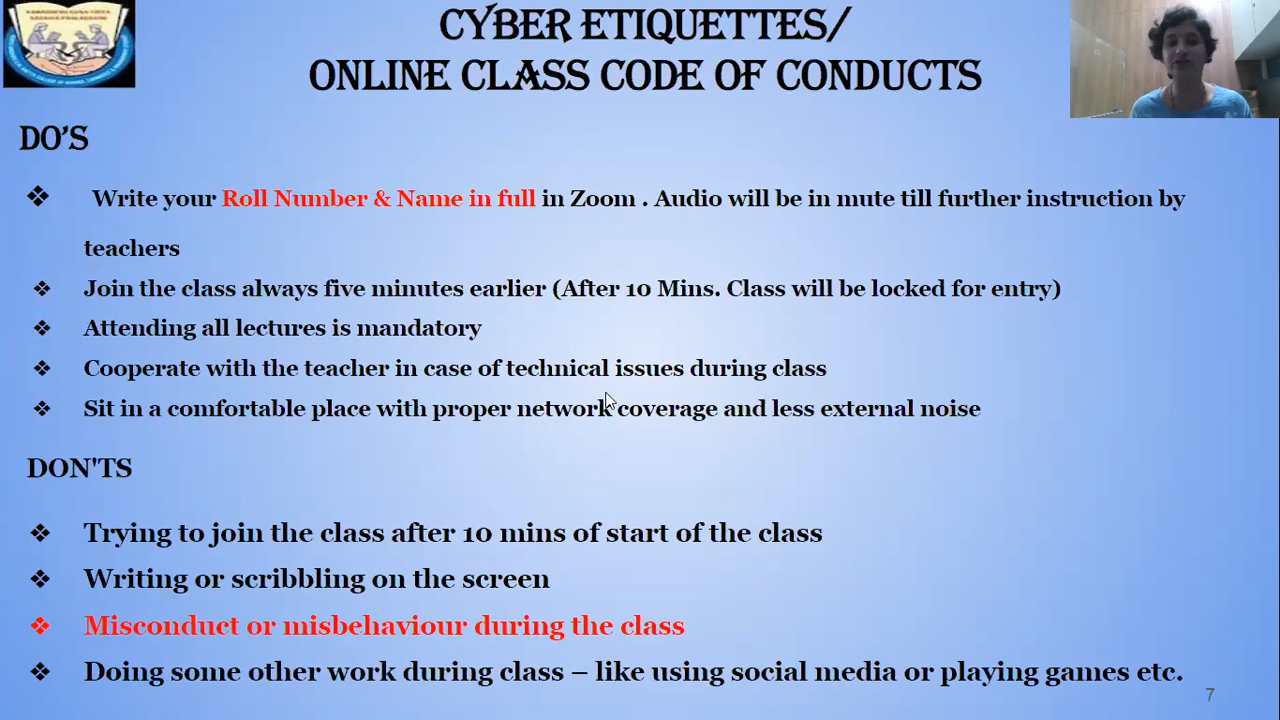 CYBER ETIQUETTES/
ONLINE CLASS CODE OF CONDUCTS
DO'S
❖ Write your Roll Number & Name in full in Zoom . Audio will be in mute till further instruction by
teachers
❖ Join the class always five minutes earlier (After 10 Mins. Class will be locked for entry)
❖ Attending all lectures is mandatory
❖ Cooperate with the teacher in case of technical issues during class
❖ Sit in a comfortable place with proper network coverage and less external noise
DON'TS
❖ Trying to join the class after 10 mins of start of the class
❖ Writing or scribbling on the screen
❖ Misconduct or misbehaviour during the class
❖ Doing some other work during class – like using social media or playing games etc.
7